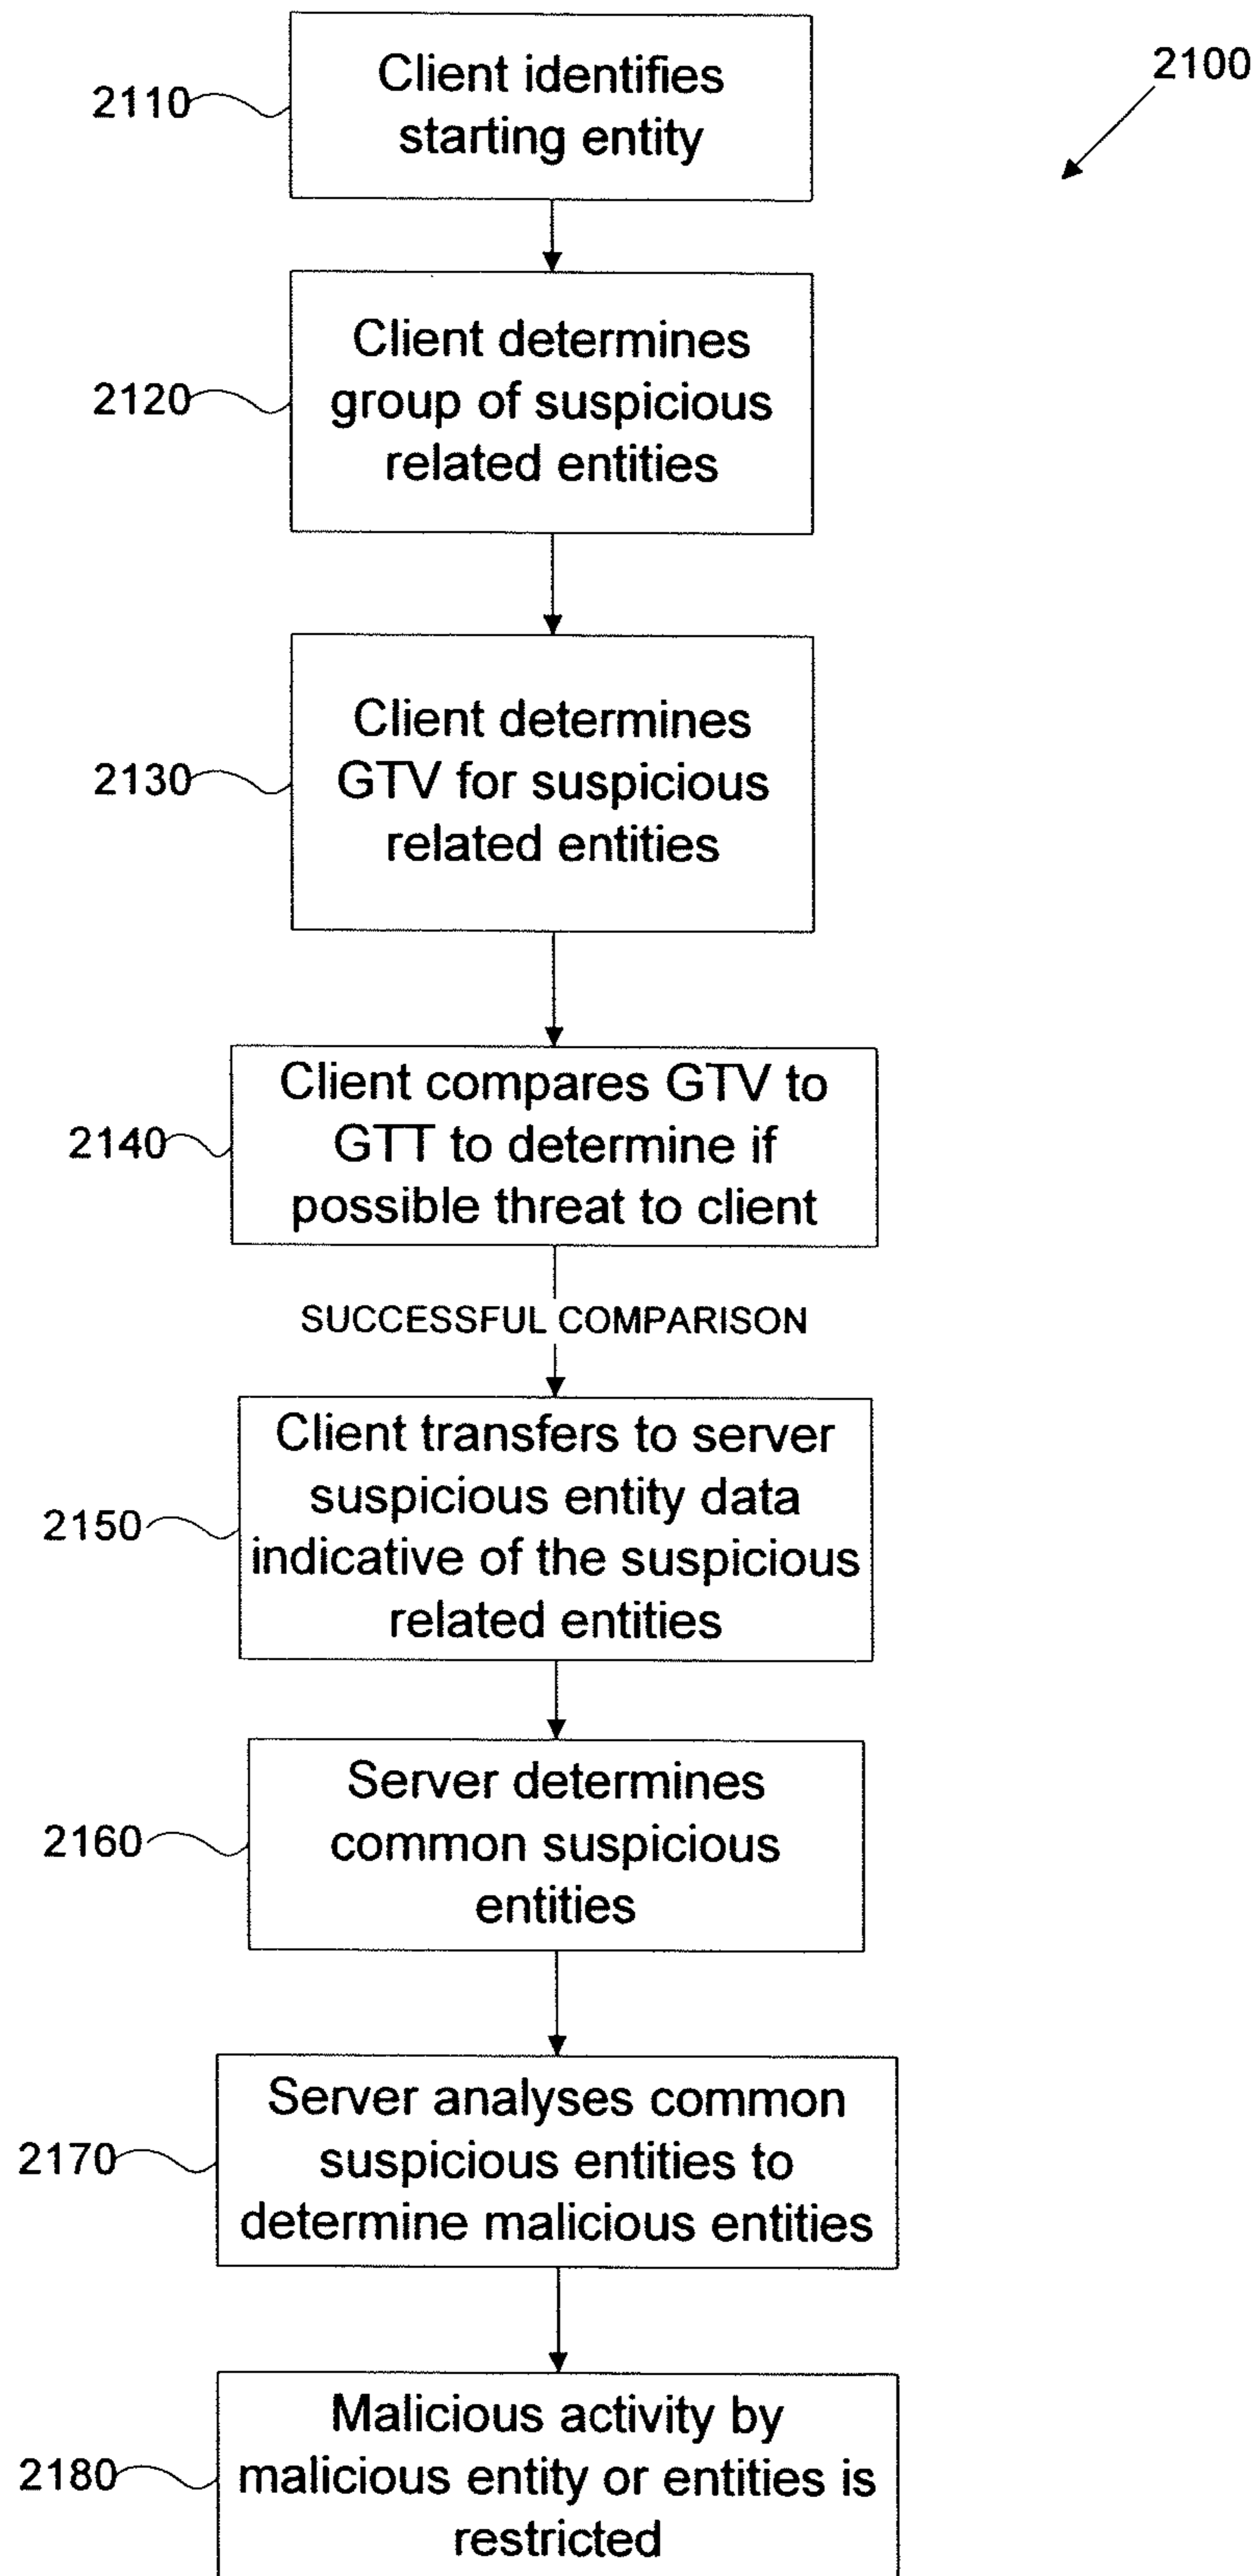 2100
2110
Client identifies
starting entity
2120
Client determines
group of suspicious
related entities
2130
Client determines
GTV for suspicious
related entities
2140
Client compares GTV to
GTT to determine if
possible threat to client
SUCCESSFUL COMPARISON
2150
Client transfers to server
suspicious entity data
indicative of the suspicious
related entities
2160
Server determines
common suspicious
entities
2170
Server analyses common
suspicious entities to
determine malicious entities
2180
Malicious activity by
malicious entity or entities is
restricted